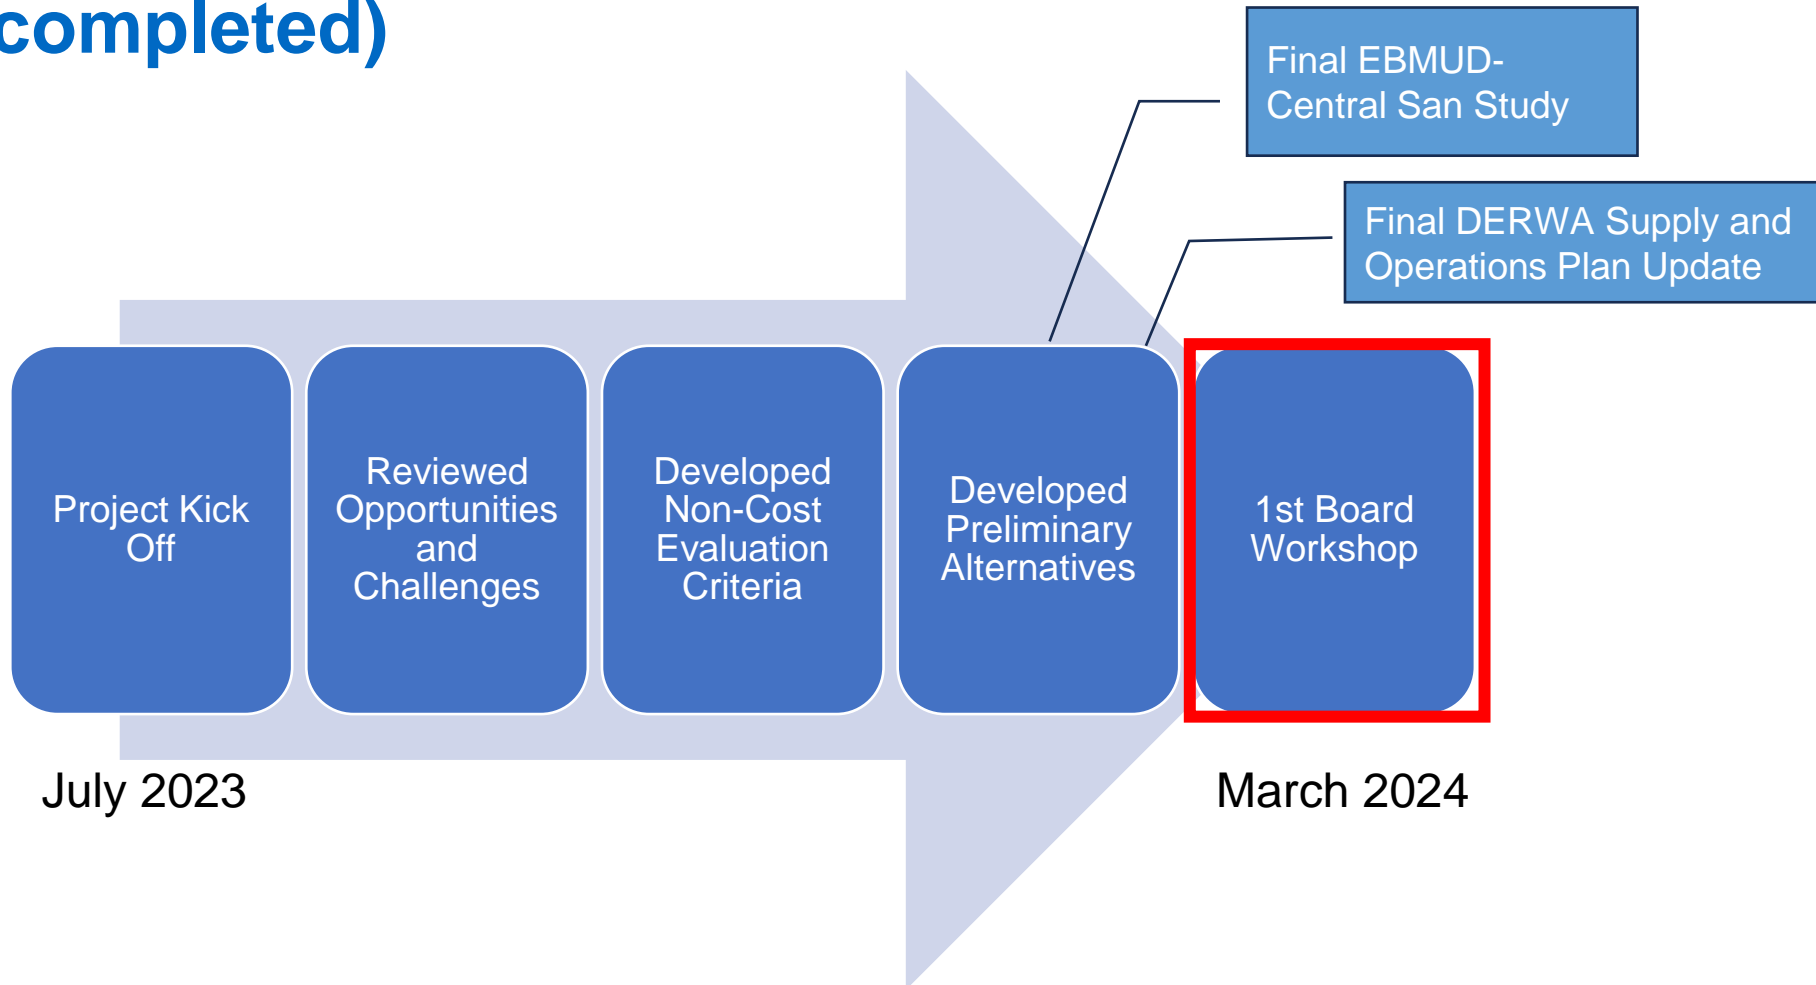 completed)
Final EBMUD-
Central San Study
Final DERWA Supply and
Operations Plan Update
Project Kick
Off
Reviewed
Opportunities
and
Challenges
Developed
Non-Cost
Evaluation
Criteria
Developed
Preliminary
Alternatives
1st Board
Workshop
July 2023
March 2024